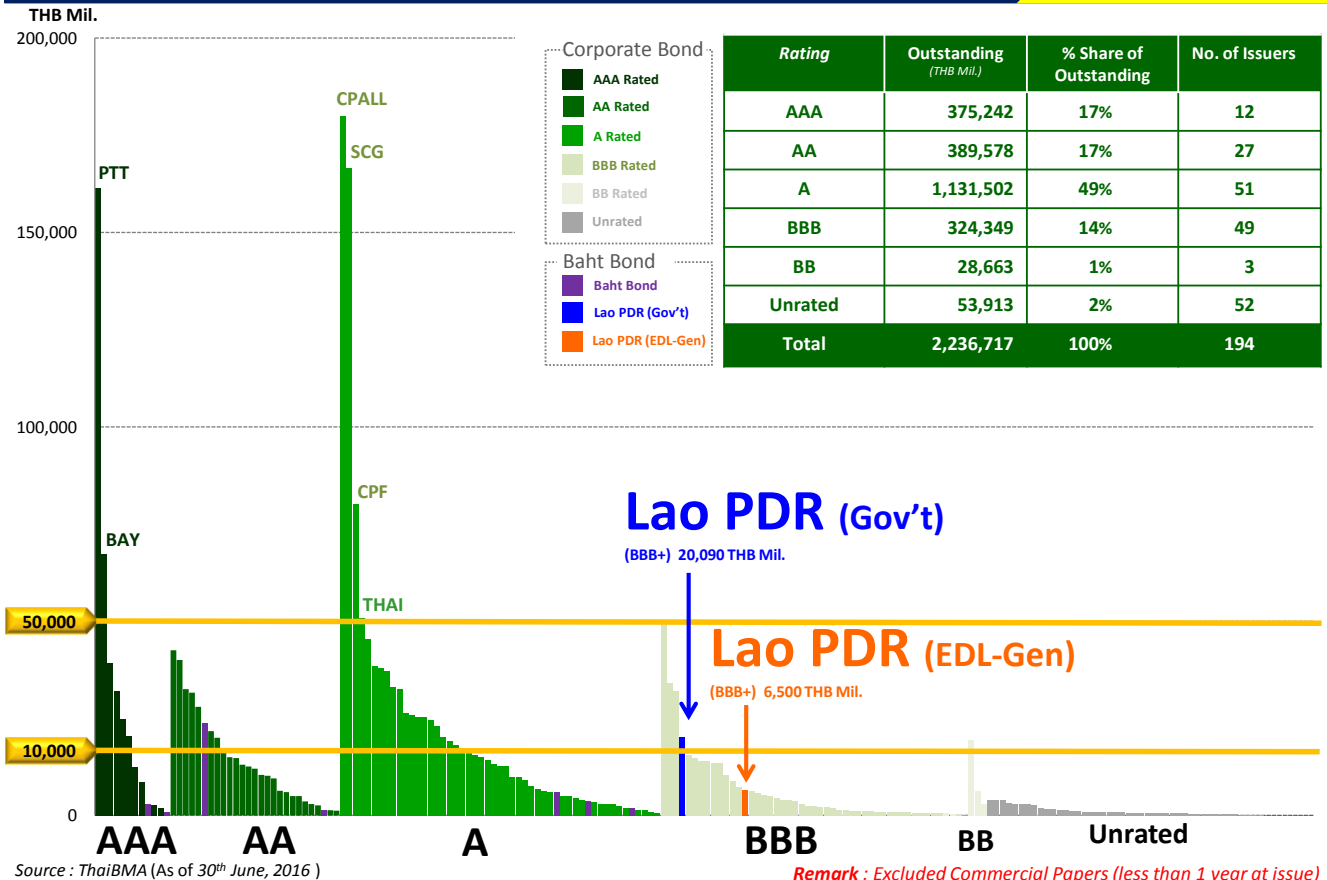 THB Mil.
200,000
150,000
100,000
50,000
10,000
0
PTT
BAY
CPALL
SCG
CPF
THAI
Corporate Bond
AAA Rated
AA Rated
A Rated
BBB Rated
BB Rated
Unrated
Baht Bond
Baht Bond
Lao PDR (Gov't)
Lao PDR (EDL-Gen)
Rating Outstanding (THB Mil.) % Share of Outstanding No. of Issuers
AAA 375,242 17% 12
AA 389,578 17% 27
A 1,131,502 49% 51
BBB 324,349 14% 49
BB 28,663 1% 3
Unrated 53,913 2% 52
Total 2,236,717 100% 194
Lao PDR (Gov't)
(BBB+) 20,090 THB Mil.
Lao PDR (EDL-Gen)
(BBB+) 6,500 THB Mil.
AAA AA A BBB BB Unrated
Source : ThaiBMA (As of 30th June, 2016 )
Remark : Excluded Commercial Papers (less than 1 year at issue)